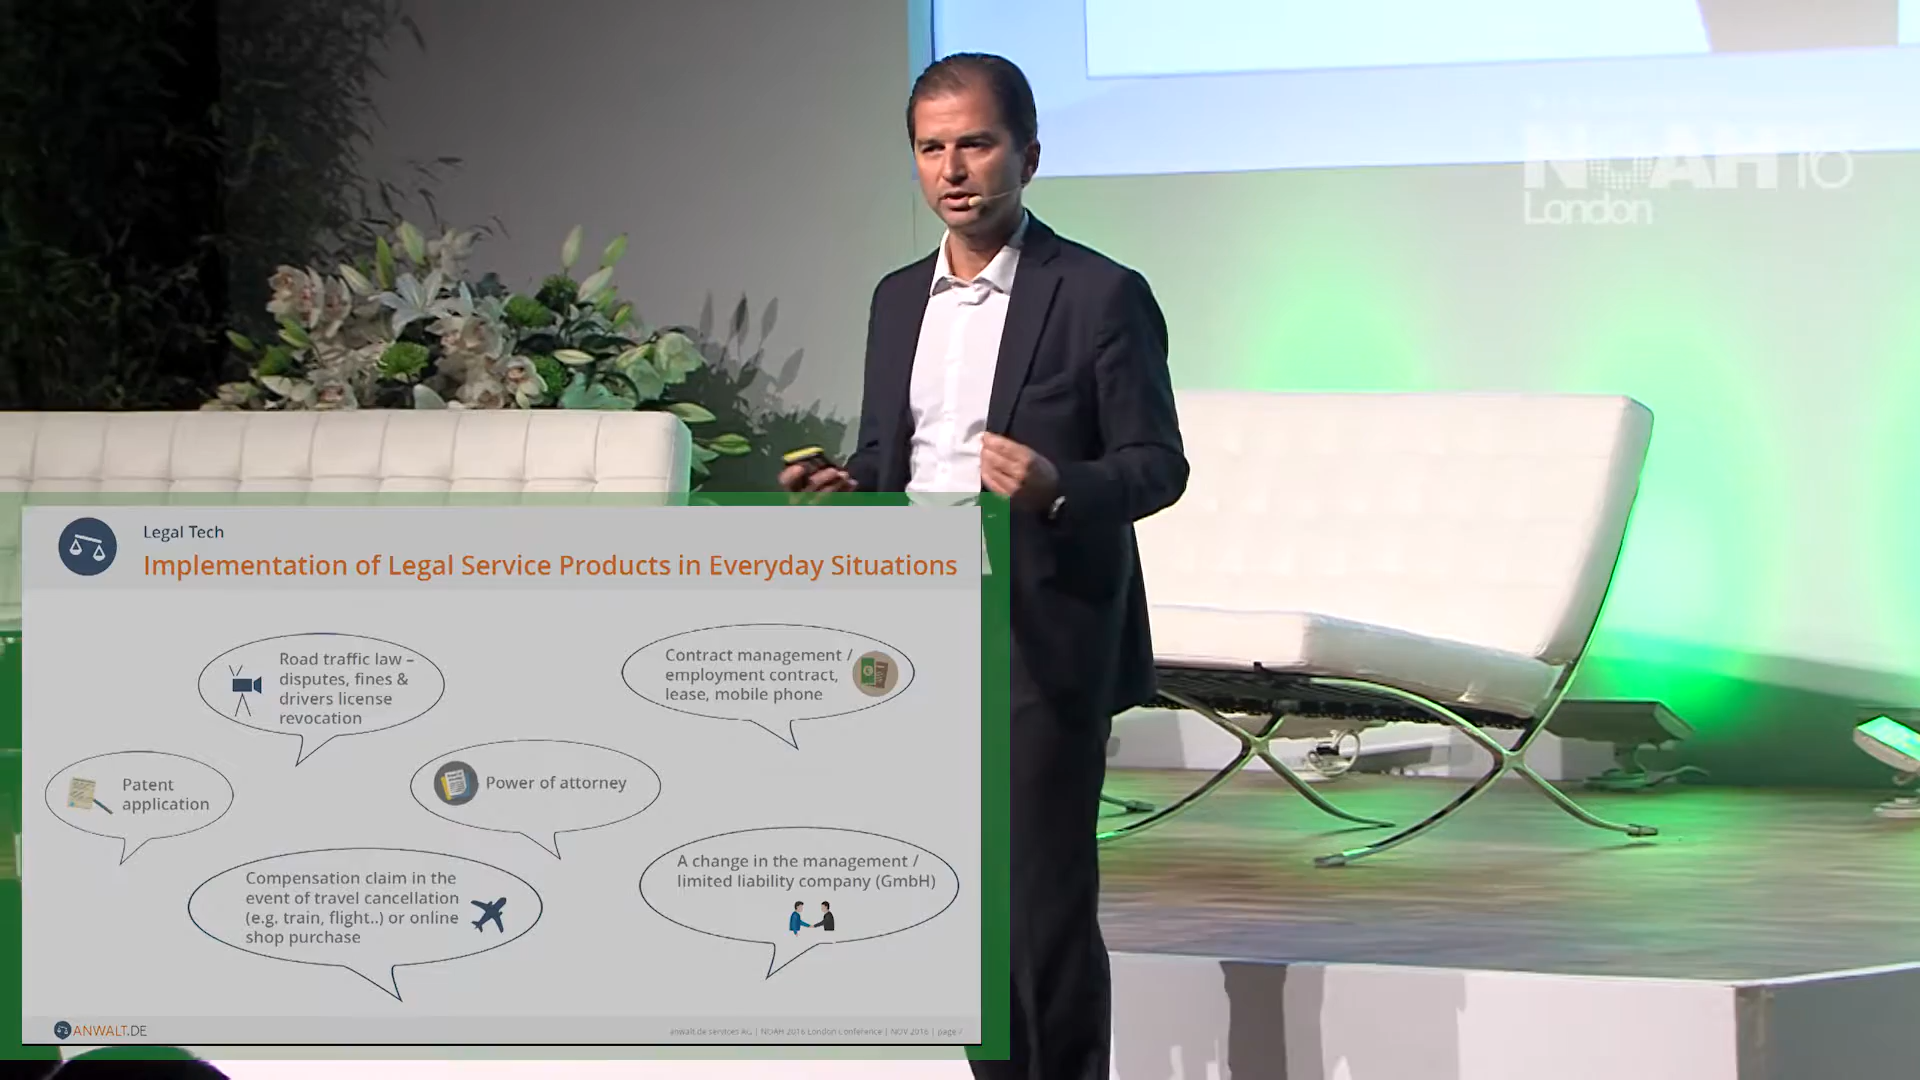 NOAH 16
London
Legal Tech
Implementation of Legal Service Products in Everyday Situations
Road traffic law –
disputes, fines &
drivers license
revocation
Contract management /
employment contract,
lease, mobile phone
Patent
application
Power of attorney
Compensation claim in the
event of travel cancellation
(e.g. train, flight..) or online
shop purchase
A change in the management /
limited liability company (GmbH)
ANWALT.DE
anwalt.de services AG | NOAH 2016 London Conference | NOV 2016 | page 7